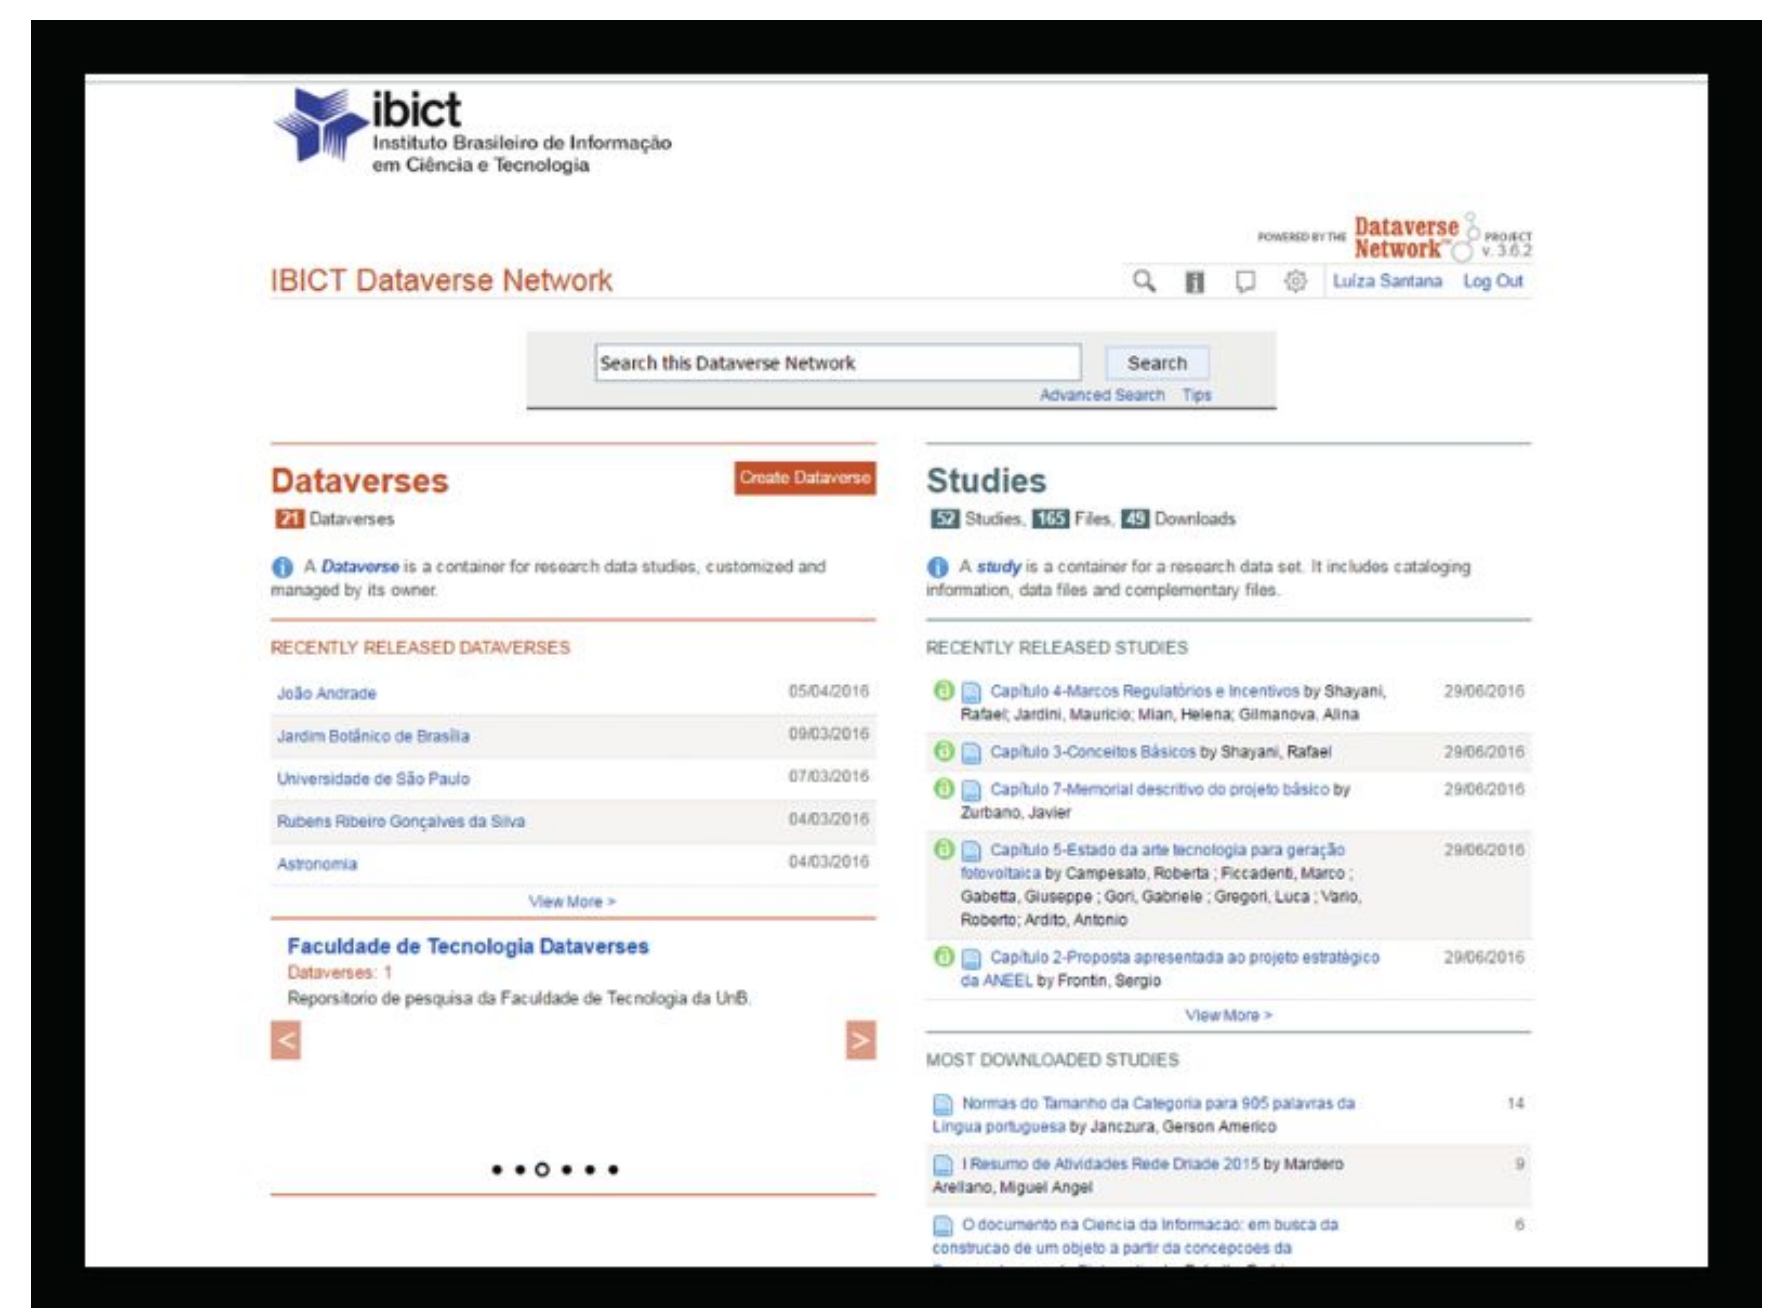 ibict
Instituto Brasileiro de Informação
em Ciência e Tecnologia
POWERED BY THE Dataverse Network™ PROJECT
v. 3.6.2
IBICT Dataverse Network
Luíza Santana Log Out
Search this Dataverse Network Search
Advanced Search Tips
Dataverses Create Dataverse
21 Dataverses
A Dataverse is a container for research data studies, customized and
managed by its owner.
RECENTLY RELEASED DATAVERSES
João Andrade 05/04/2016
Jardim Botânico de Brasília 09/03/2016
Universidade de São Paulo 07/03/2016
Rubens Ribeiro Gonçalves da Silva 04/03/2016
Astronomia 04/03/2016
View More >
Faculdade de Tecnologia Dataverses
Dataverses: 1
Reporsitorio de pesquisa da Faculdade de Tecnologia da UnB.
< >
Studies
52 Studies, 165 Files, 49 Downloads
A study is a container for a research data set. It includes cataloging
information, data files and complementary files.
RECENTLY RELEASED STUDIES
Capítulo 4-Marcos Regulatórios e Incentivos by Shayani, 29/06/2016
Rafael; Jardini, Mauricio; Mian, Helena; Gilmanova, Alina
Capítulo 3-Conceitos Básicos by Shayani, Rafael 29/06/2016
Capítulo 7-Memorial descritivo do projeto básico by 29/06/2016
Zurbano, Javier
Capítulo 5-Estado da arte tecnologia para geração 29/06/2016
fotovoltaica by Campesato, Roberta ; Ficcadenti, Marco ;
Gabetta, Giuseppe ; Gori, Gabriele ; Gregori, Luca ; Vario,
Roberto; Ardito, Antonio
Capítulo 2-Proposta apresentada ao projeto estratégico 29/06/2016
da ANEEL by Frontin, Sergio
View More >
MOST DOWNLOADED STUDIES
Normas do Tamanho da Categoria para 905 palavras da 14
Lingua portuguesa by Janczura, Gerson Americo
I Resumo de Atividades Rede Driade 2015 by Mardero 9
Arellano, Miguel Angel
O documento na Ciencia da Informacao: em busca da 6
construcao de um objeto a partir da concepcoes da